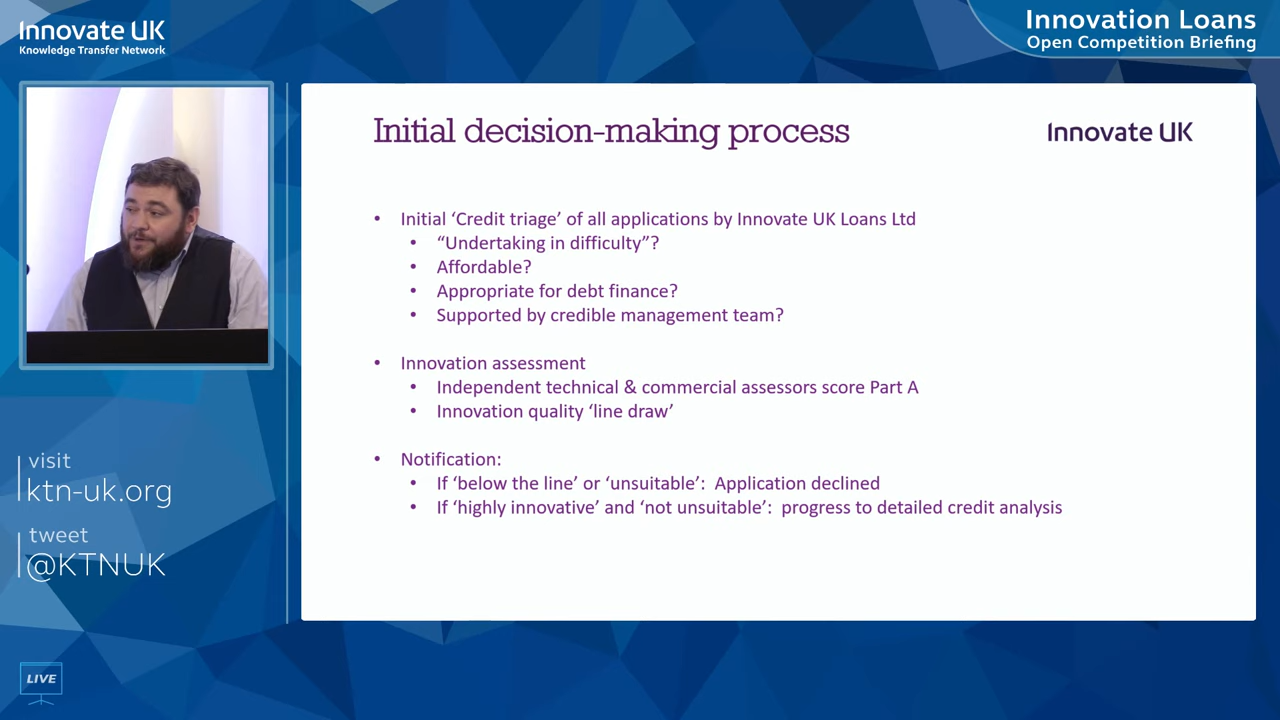 Innovate UK
Knowledge Transfer Network
Innovation Loans
Open Competition Briefing
Initial decision-making process
Innovate UK
• Initial ‘Credit triage’ of all applications by Innovate UK Loans Ltd
• “Undertaking in difficulty”?
• Affordable?
• Appropriate for debt finance?
• Supported by credible management team?
• Innovation assessment
• Independent technical & commercial assessors score Part A
• Innovation quality ‘line draw’
• Notification:
• If ‘below the line’ or ‘unsuitable’: Application declined
• If ‘highly innovative’ and ‘not unsuitable’: progress to detailed credit analysis
visit
ktn-uk.org
tweet
@KTNUK
LIVE